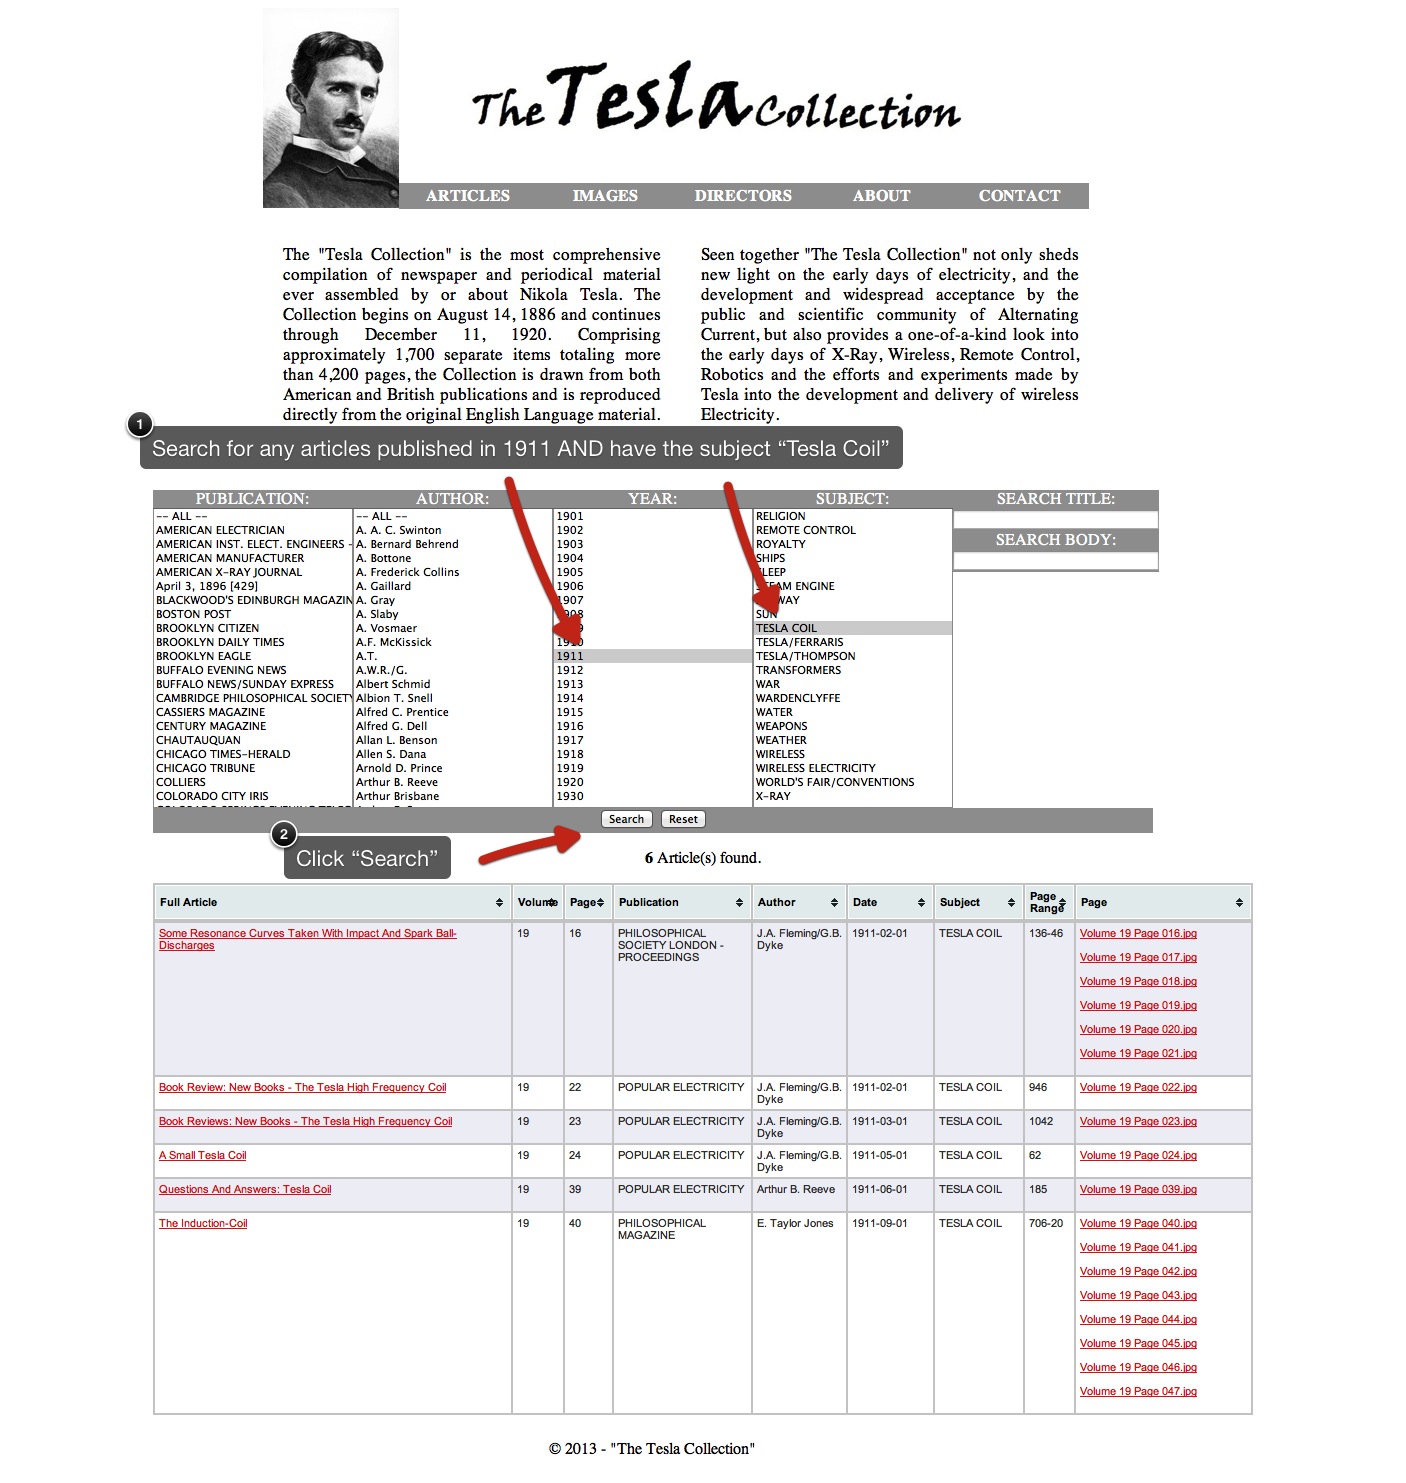 The Tesla Collection
ARTICLES IMAGES DIRECTORS ABOUT CONTACT
The "Tesla Collection" is the most comprehensive
compilation of newspaper and periodical material
ever assembled by or about Nikola Tesla. The
Collection begins on August 14, 1886 and continues
through December 11, 1920. Comprising
approximately 1,700 separate items totaling more
than 4,200 pages, the Collection is drawn from both
American and British publications and is reproduced
directly from the original English Language material.
Seen together "The Tesla Collection" not only sheds
new light on the early days of electricity, and the
development and widespread acceptance by the
public and scientific community of Alternating
Current, but also provides a one-of-a-kind look into
the early days of X-Ray, Wireless, Remote Control,
Robotics and the efforts and experiments made by
Tesla into the development and delivery of wireless
Electricity.
1
Search for any articles published in 1911 AND have the subject “Tesla Coil”
PUBLICATION:
-- ALL --
AMERICAN ELECTRICIAN
AMERICAN INST. ELECT. ENGINEERS -
AMERICAN MANUFACTURER
AMERICAN X-RAY JOURNAL
April 3, 1896 [429]
BLACKWOOD'S EDINBURGH MAGAZIN
BOSTON POST
BROOKLYN CITIZEN
BROOKLYN DAILY TIMES
BROOKLYN EAGLE
BUFFALO EVENING NEWS
BUFFALO NEWS/SUNDAY EXPRESS
CAMBRIDGE PHILOSOPHICAL SOCIETY
CASSIERS MAGAZINE
CENTURY MAGAZINE
CHAUTAUQUAN
CHICAGO TIMES-HERALD
CHICAGO TRIBUNE
COLLIERS
COLORADO CITY IRIS
AUTHOR:
-- ALL --
A. A. C. Swinton
A. Bernard Behrend
A. Bottone
A. Frederick Collins
A. Gaillard
A. Gray
A. Slaby
A. Vosmaer
A.F. McKissick
A.T.
A.W.R./G.
Albert Schmid
Albion T. Snell
Alfred C. Prentice
Alfred G. Dell
Allan L. Benson
Allen S. Dana
Arnold D. Prince
Arthur B. Reeve
Arthur Brisbane
YEAR:
1901
1902
1903
1904
1905
1906
1907
1908
1910
1911
1912
1913
1914
1915
1916
1917
1918
1919
1920
1930
SUBJECT:
RELIGION
REMOTE CONTROL
ROYALTY
SHIPS
SLEEP
STEAM ENGINE
SUN
TESLA COIL
TESLA/FERRARIS
TESLA/THOMPSON
TRANSFORMERS
WAR
WARDENCLYFFE
WATER
WEAPONS
WEATHER
WIRELESS
WIRELESS ELECTRICITY
WORLD'S FAIR/CONVENTIONS
X-RAY
SEARCH TITLE:
SEARCH BODY:
Search Reset
2
Click “Search”
6 Article(s) found.
Full Article Volume Page Publication Author Date Subject Page Range Page
Some Resonance Curves Taken With Impact And Spark Ball-
Discharges
19
16
PHILOSOPHICAL
SOCIETY LONDON -
PROCEEDINGS
J.A. Fleming/G.B.
Dyke
1911-02-01
TESLA COIL
136-46
Volume 19 Page 016.jpg
Volume 19 Page 017.jpg
Volume 19 Page 018.jpg
Volume 19 Page 019.jpg
Volume 19 Page 020.jpg
Volume 19 Page 021.jpg
Book Review: New Books - The Tesla High Frequency Coil
19
22
POPULAR ELECTRICITY
J.A. Fleming/G.B.
Dyke
1911-02-01
TESLA COIL
946
Volume 19 Page 022.jpg
Book Reviews: New Books - The Tesla High Frequency Coil
19
23
POPULAR ELECTRICITY
J.A. Fleming/G.B.
Dyke
1911-03-01
TESLA COIL
1042
Volume 19 Page 023.jpg
A Small Tesla Coil
19
24
POPULAR ELECTRICITY
J.A. Fleming/G.B.
Dyke
1911-05-01
TESLA COIL
62
Volume 19 Page 024.jpg
Questions And Answers: Tesla Coil
19
39
POPULAR ELECTRICITY
Arthur B. Reeve
1911-06-01
TESLA COIL
185
Volume 19 Page 039.jpg
The Induction-Coil
19
40
PHILOSOPHICAL
MAGAZINE
E. Taylor Jones
1911-09-01
TESLA COIL
706-20
Volume 19 Page 040.jpg
Volume 19 Page 041.jpg
Volume 19 Page 042.jpg
Volume 19 Page 043.jpg
Volume 19 Page 044.jpg
Volume 19 Page 045.jpg
Volume 19 Page 046.jpg
Volume 19 Page 047.jpg
© 2013 - "The Tesla Collection"